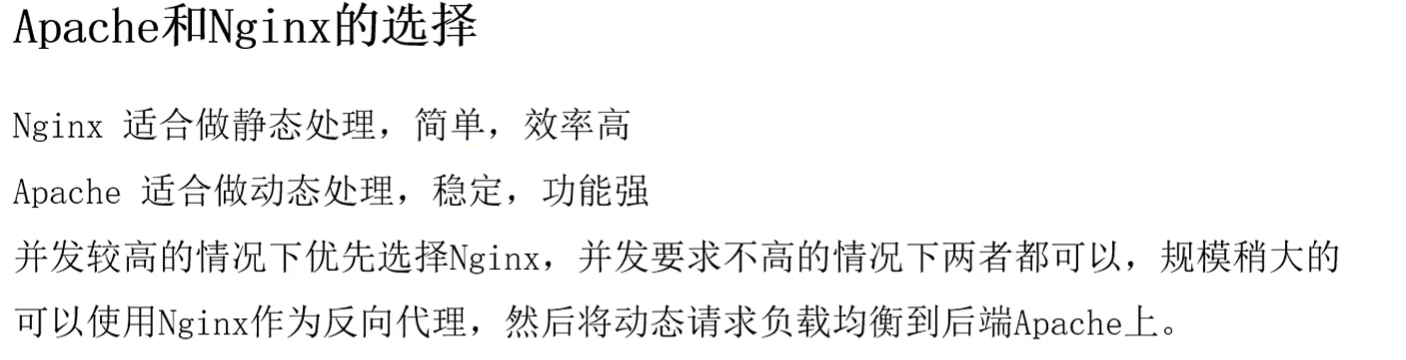 Apache和Nginx的选择
Nginx 适合做静态处理，简单，效率高
Apache 适合做动态处理，稳定，功能强
并发较高的情况下优先选择Nginx，并发要求不高的情况下两者都可以，规模稍大的
可以使用Nginx作为反向代理，然后将动态请求负载均衡到后端Apache上。